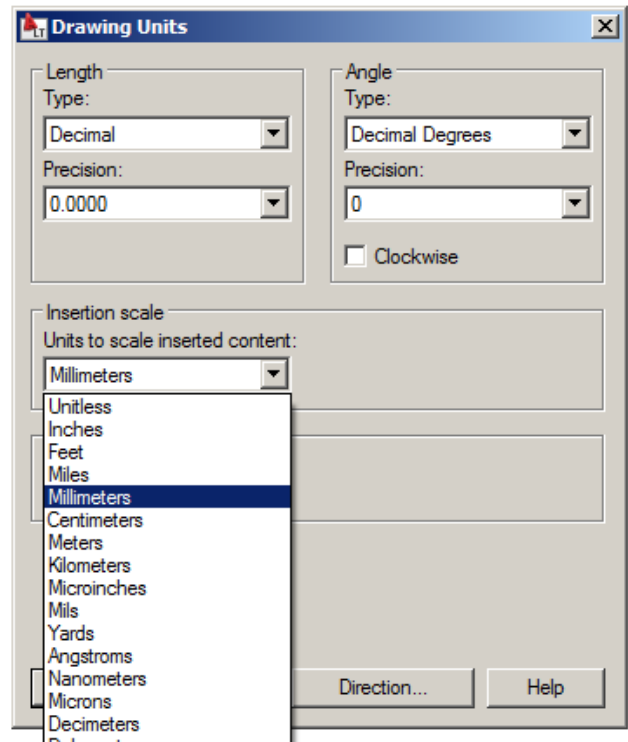 LT Drawing Units
Length
Type:
Decimal
Precision:
0.0000
Angle
Type:
Decimal Degrees
Precision:
0
Clockwise
Insertion scale
Units to scale inserted content:
Millimeters
Unitless
Inches
Feet
Miles
Millimeters
Centimeters
Meters
Kilometers
Microinches
Mils
Yards
Angstroms
Nanometers
Microns
Decimeters
Direction... Help